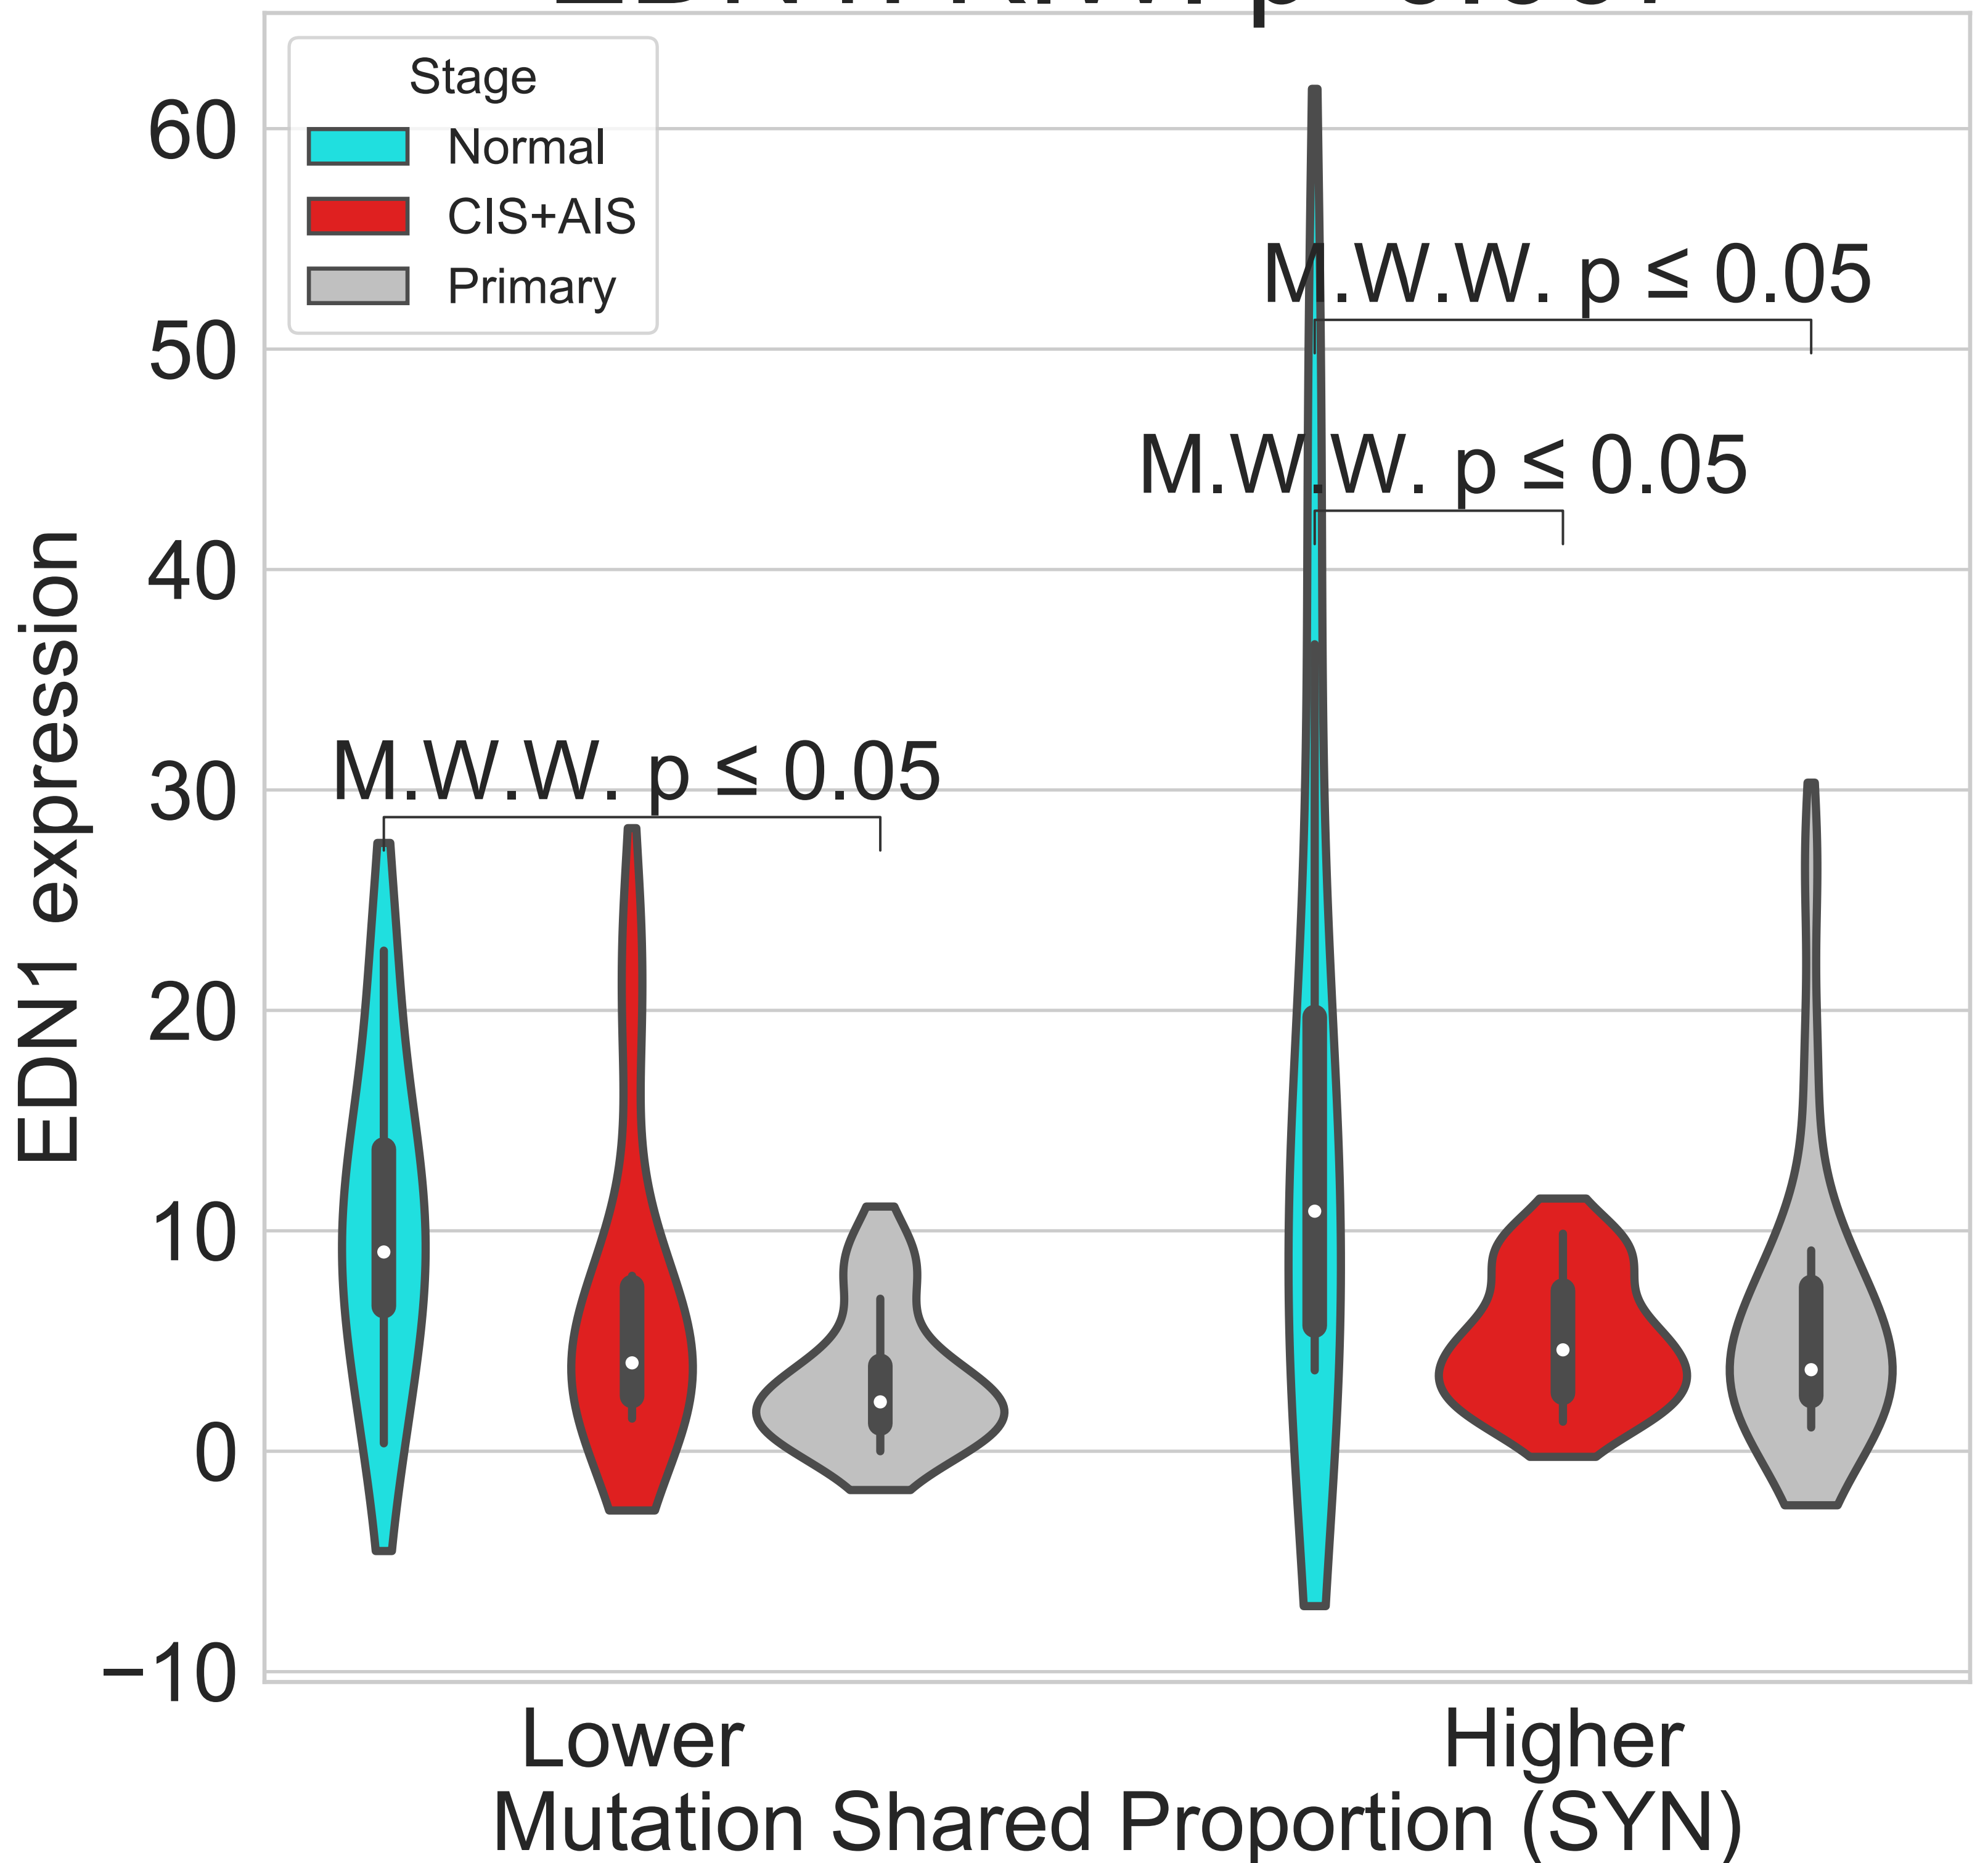 Stage
Normal
CIS+AIS
Primary
60
50
40
30
20
10
0
−10
EDN1 expression
M.W.W. p ≤ 0.05
M.W.W. p ≤ 0.05
M.W.W. p ≤ 0.05
Lower
Higher
Mutation Shared Proportion (SYN)